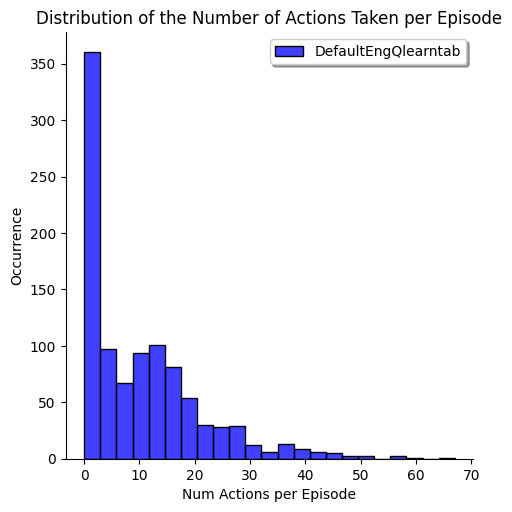 Distribution of the Number of Actions Taken per Episode
DefaultEngQlearntab
Occurrence
350
300
250
200
150
100
50
0
0 10 20 30 40 50 60 70
Num Actions per Episode